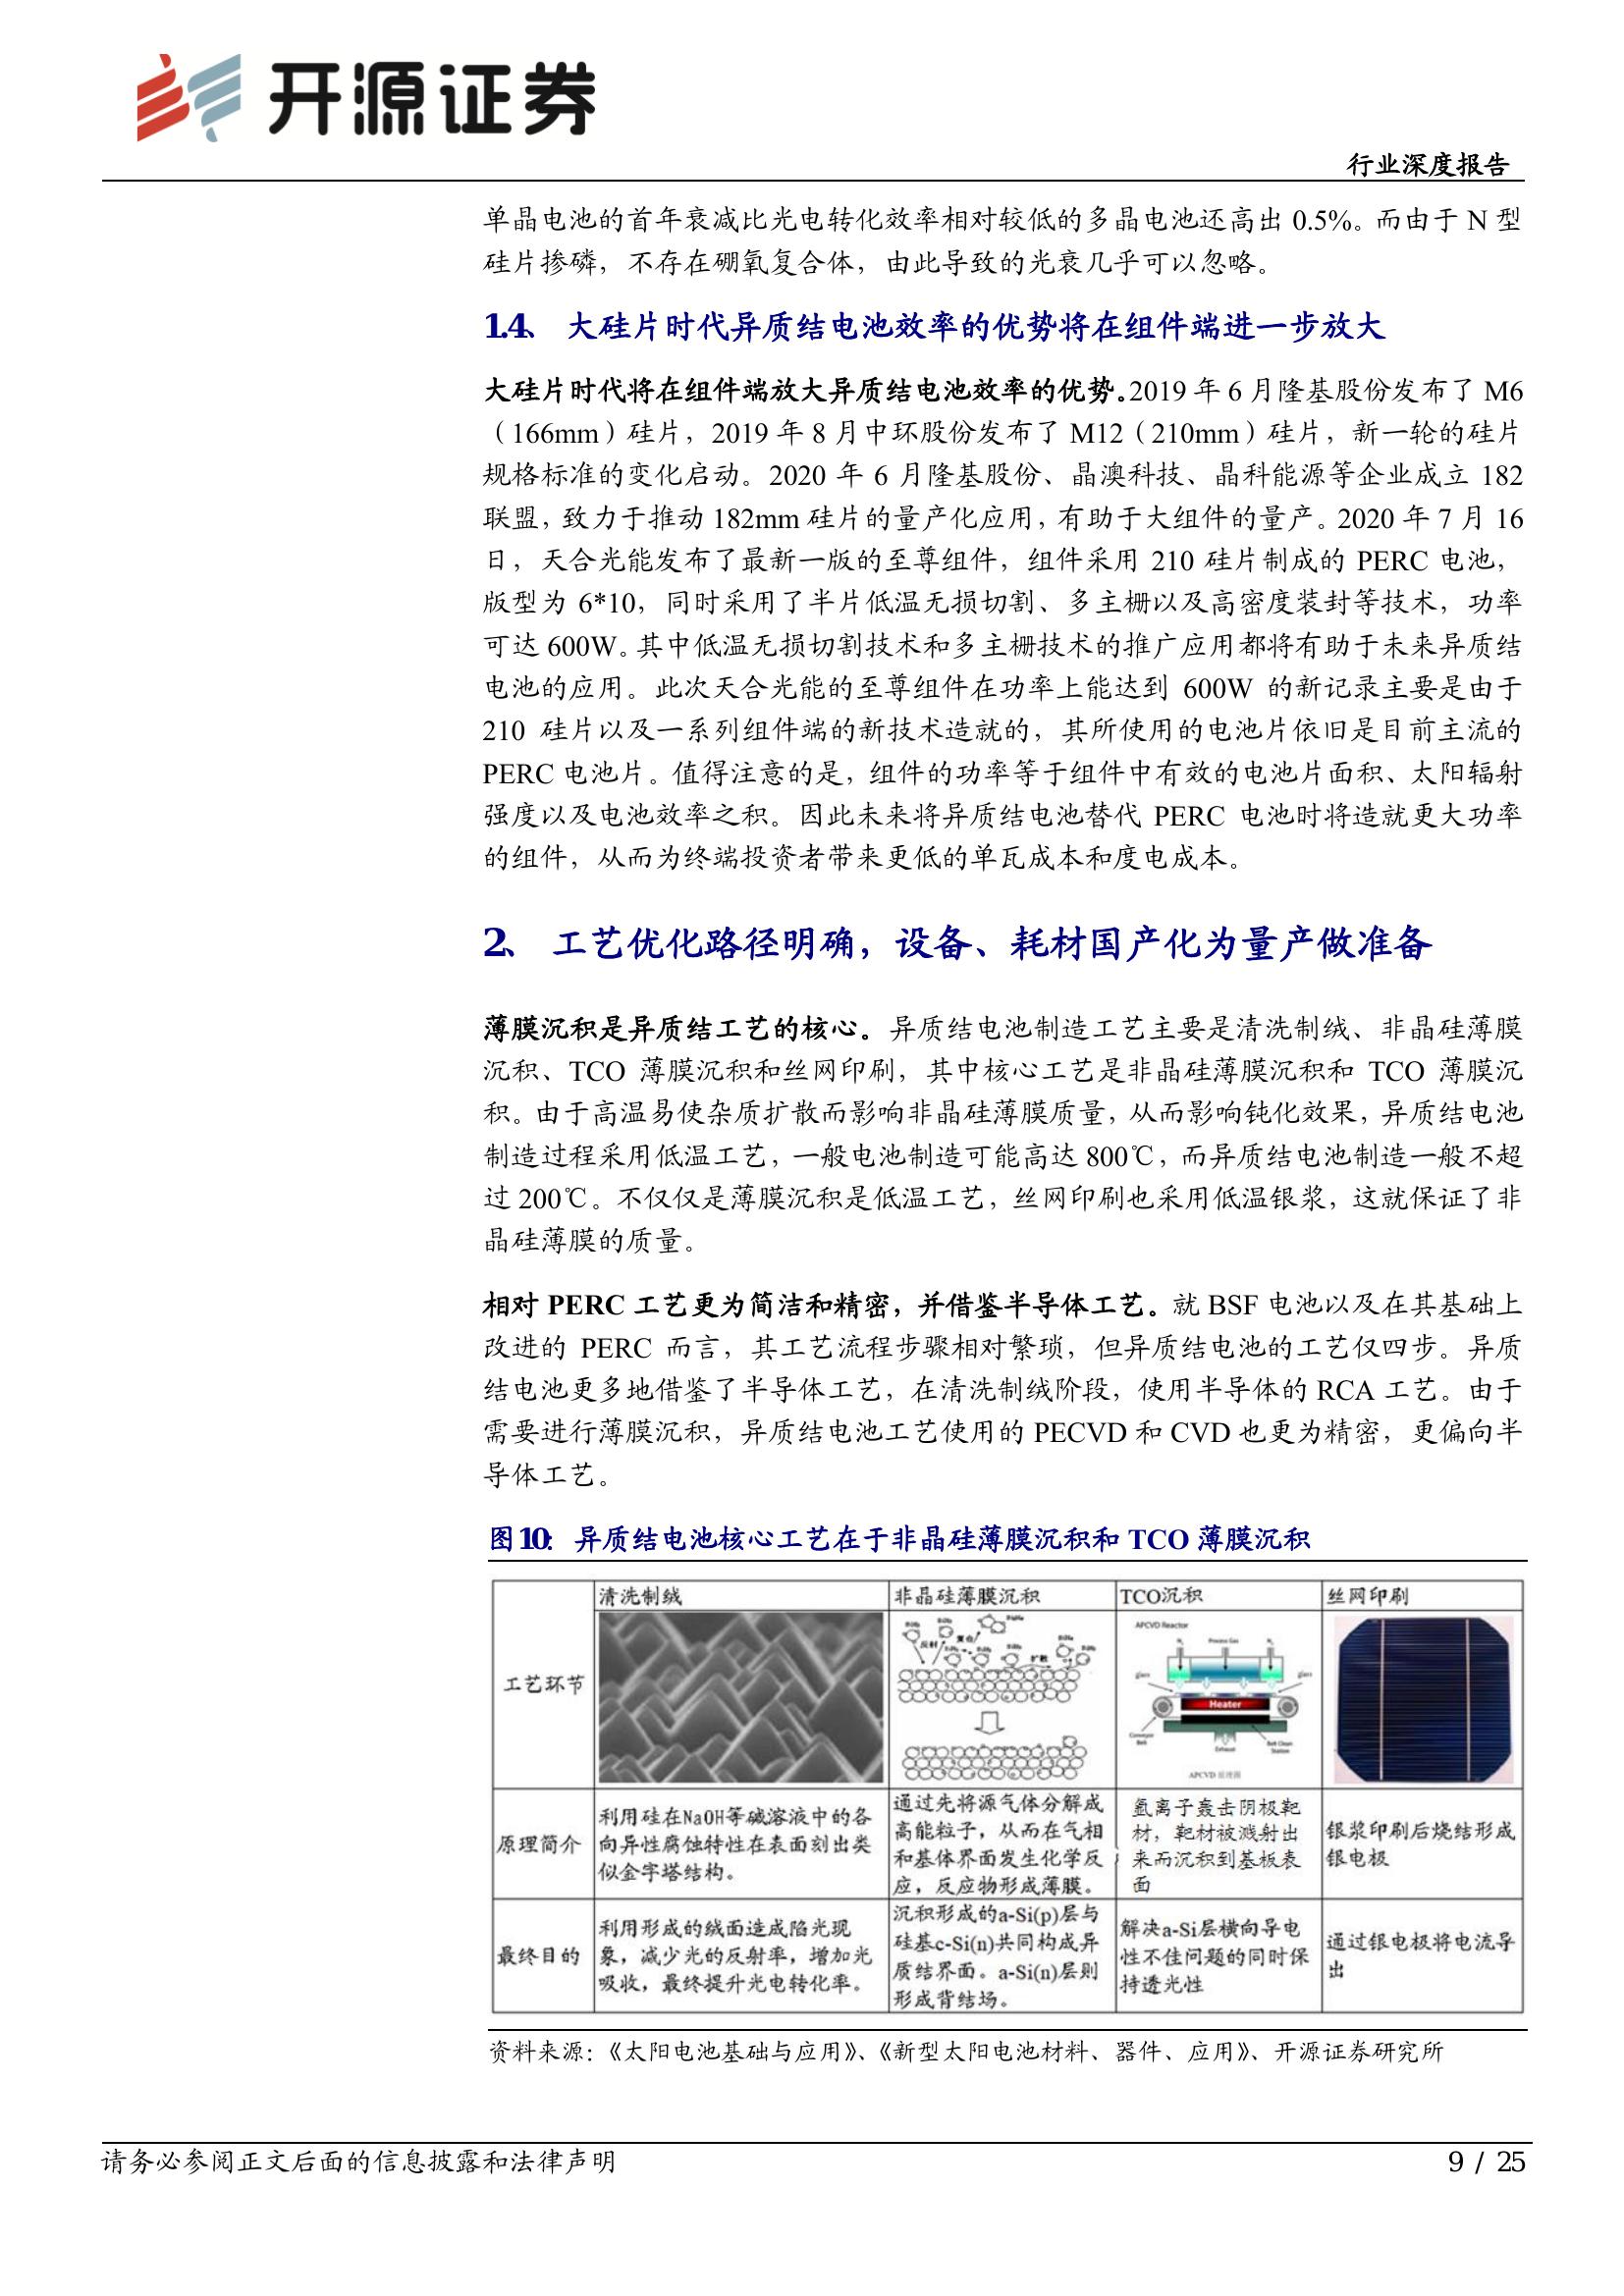 开源证券
行业深度报告
单晶电池的首年衰减比光电转化效率相对较低的多晶电池还高出 0.5%。而由于 N 型
硅片掺磷，不存在硼氧复合体，由此导致的光衰几乎可以忽略。
1.4、 大硅片时代异质结电池效率的优势将在组件端进一步放大
大硅片时代将在组件端放大异质结电池效率的优势。2019 年 6 月隆基股份发布了 M6
（166mm）硅片，2019 年 8 月中环股份发布了 M12（210mm）硅片，新一轮的硅片
规格标准的变化启动。2020 年 6 月隆基股份、晶澳科技、晶科能源等企业成立 182
联盟，致力于推动 182mm 硅片的量产化应用，有助于大组件的量产。2020 年 7 月 16
日，天合光能发布了最新一版的至尊组件，组件采用 210 硅片制成的 PERC 电池，
版型为 6*10，同时采用了半片低温无损切割、多主栅以及高密度装封等技术，功率
可达 600W。其中低温无损切割技术和多主栅技术的推广应用都将有助于未来异质结
电池的应用。此次天合光能的至尊组件在功率上能达到 600W 的新记录主要是由于
210 硅片以及一系列组件端的新技术造就的，其所使用的电池片依旧是目前主流的
PERC 电池片。值得注意的是，组件的功率等于组件中有效的电池片面积、太阳辐射
强度以及电池效率之积。因此未来将异质结电池替代 PERC 电池时将造就更大功率
的组件，从而为终端投资者带来更低的单瓦成本和度电成本。
2、 工艺优化路径明确，设备、耗材国产化为量产做准备
薄膜沉积是异质结工艺的核心。异质结电池制造工艺主要是清洗制绒、非晶硅薄膜
沉积、TCO 薄膜沉积和丝网印刷，其中核心工艺是非晶硅薄膜沉积和 TCO 薄膜沉
积。由于高温易使杂质扩散而影响非晶硅薄膜质量，从而影响钝化效果，异质结电池
制造过程采用低温工艺，一般电池制造可能高达 800℃，而异质结电池制造一般不超
过 200℃。不仅仅是薄膜沉积是低温工艺，丝网印刷也采用低温银浆，这就保证了非
晶硅薄膜的质量。
相对 PERC 工艺更为简洁和精密，并借鉴半导体工艺。就 BSF 电池以及在其基础上
改进的 PERC 而言，其工艺流程步骤相对繁琐，但异质结电池的工艺仅四步。异质
结电池更多地借鉴了半导体工艺，在清洗制绒阶段，使用半导体的 RCA 工艺。由于
需要进行薄膜沉积，异质结电池工艺使用的 PECVD 和 CVD 也更为精密，更偏向半
导体工艺。
图10： 异质结电池核心工艺在于非晶硅薄膜沉积和 TCO 薄膜沉积
清洗制绒 非晶硅薄膜沉积 TCO沉积 丝网印刷
工艺环节
反射 复合 扩散
APCVD Reactor
N₂ Process Gas N₂
glass glass
Heater
Conveyor Belt
Exhaust
Belt Clean Station
APCVD 原理图
原理简介
利用硅在NaOH等碱溶液中的各
向异性腐蚀特性在表面刻出类
似金字塔结构。
通过先将源气体分解成
高能粒子，从而在气相
和基体界面发生化学反
应，反应物形成薄膜。
氩离子轰击阴极靶
材，靶材被溅射出
来而沉积到基板表
面
银浆印刷后烧结形成
银电极
最终目的
利用形成的绒面造成陷光现
象，减少光的反射率，增加光
吸收，最终提升光电转化率。
沉积形成的a-Si(p)层与
硅基c-Si(n)共同构成异
质结界面。a-Si(n)层则
形成背结场。
解决a-Si层横向导电
性不佳问题的同时保
持透光性
通过银电极将电流导
出
资料来源：《太阳电池基础与应用》、《新型太阳电池材料、器件、应用》、开源证券研究所
请务必参阅正文后面的信息披露和法律声明
9 / 25